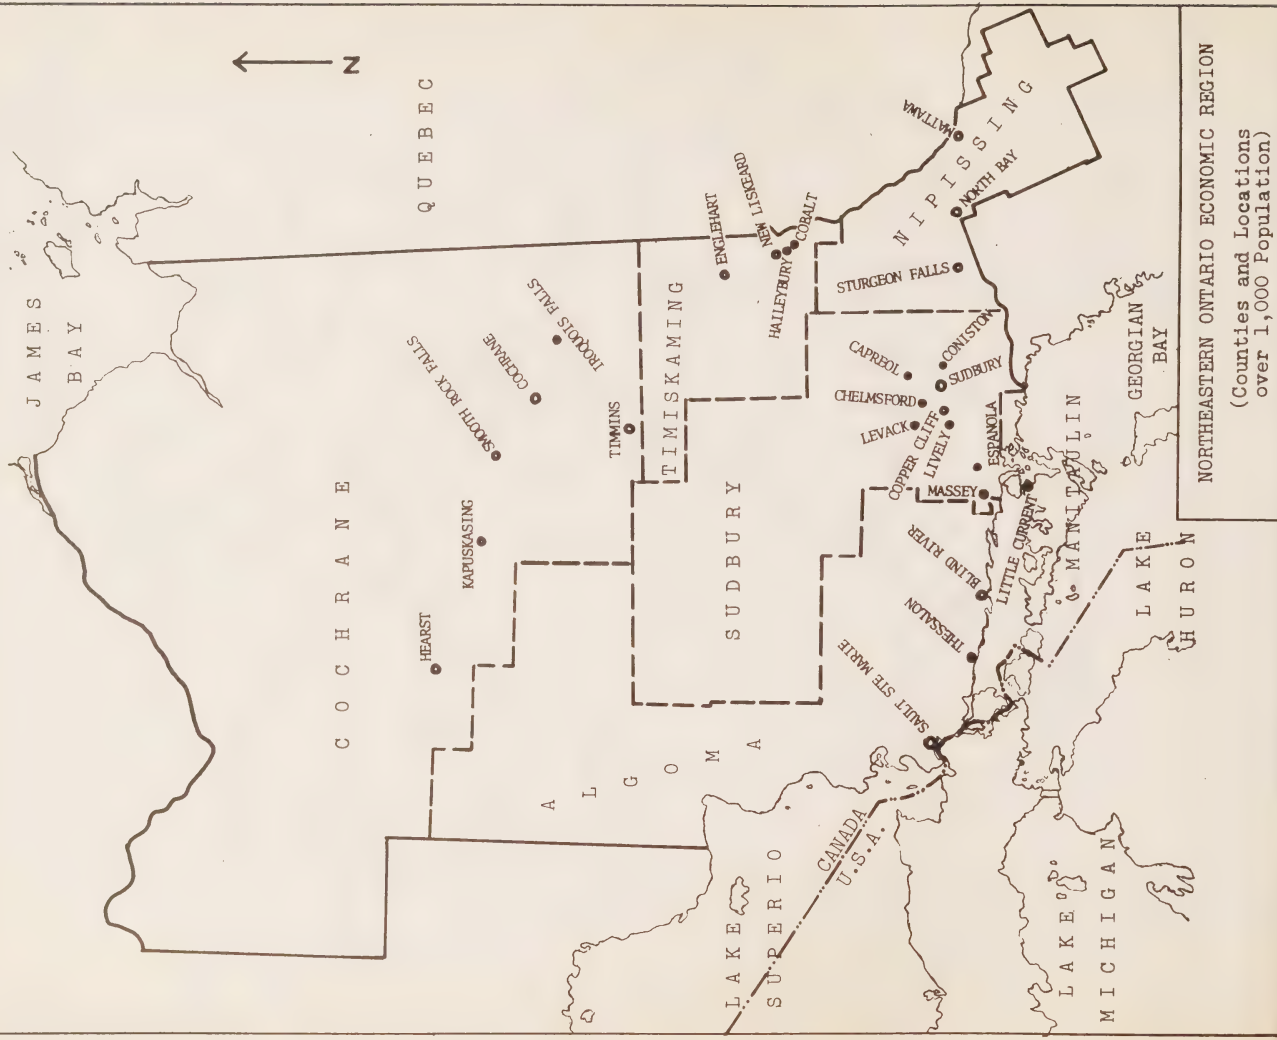 N
JAMES
BAY
QUEBEC
COCHRANE
HEARST
KAPUSKASING
SMOOTH ROCK FALLS
COCHRANE
IROQUOIS FALLS
TIMMINS
TIMISKAMING
ENGLEHART
NEW LISKEARD
HAILEYBURY
COBALT
ALGOMA
SUDBURY
NIPISSING
MATTAWA
NORTH BAY
STURGEON FALLS
CAPREOL
CONISTON
CHELMSFORD
SUDBURY
LEVACK
COPPER CLIFF
LIVELY
ESPANOLA
MASSEY
BLIND RIVER
THESSALON
SAULT STE MARIE
LITTLE CURRENT
MANITAULIN
GEORGIAN
BAY
LAKE
HURON
LAKE
SUPERIO
CANADA
U.S.A.
LAKE
MICHIGAN
NORTHEASTERN ONTARIO ECONOMIC REGION
(Counties and Locations
over 1,000 Population)